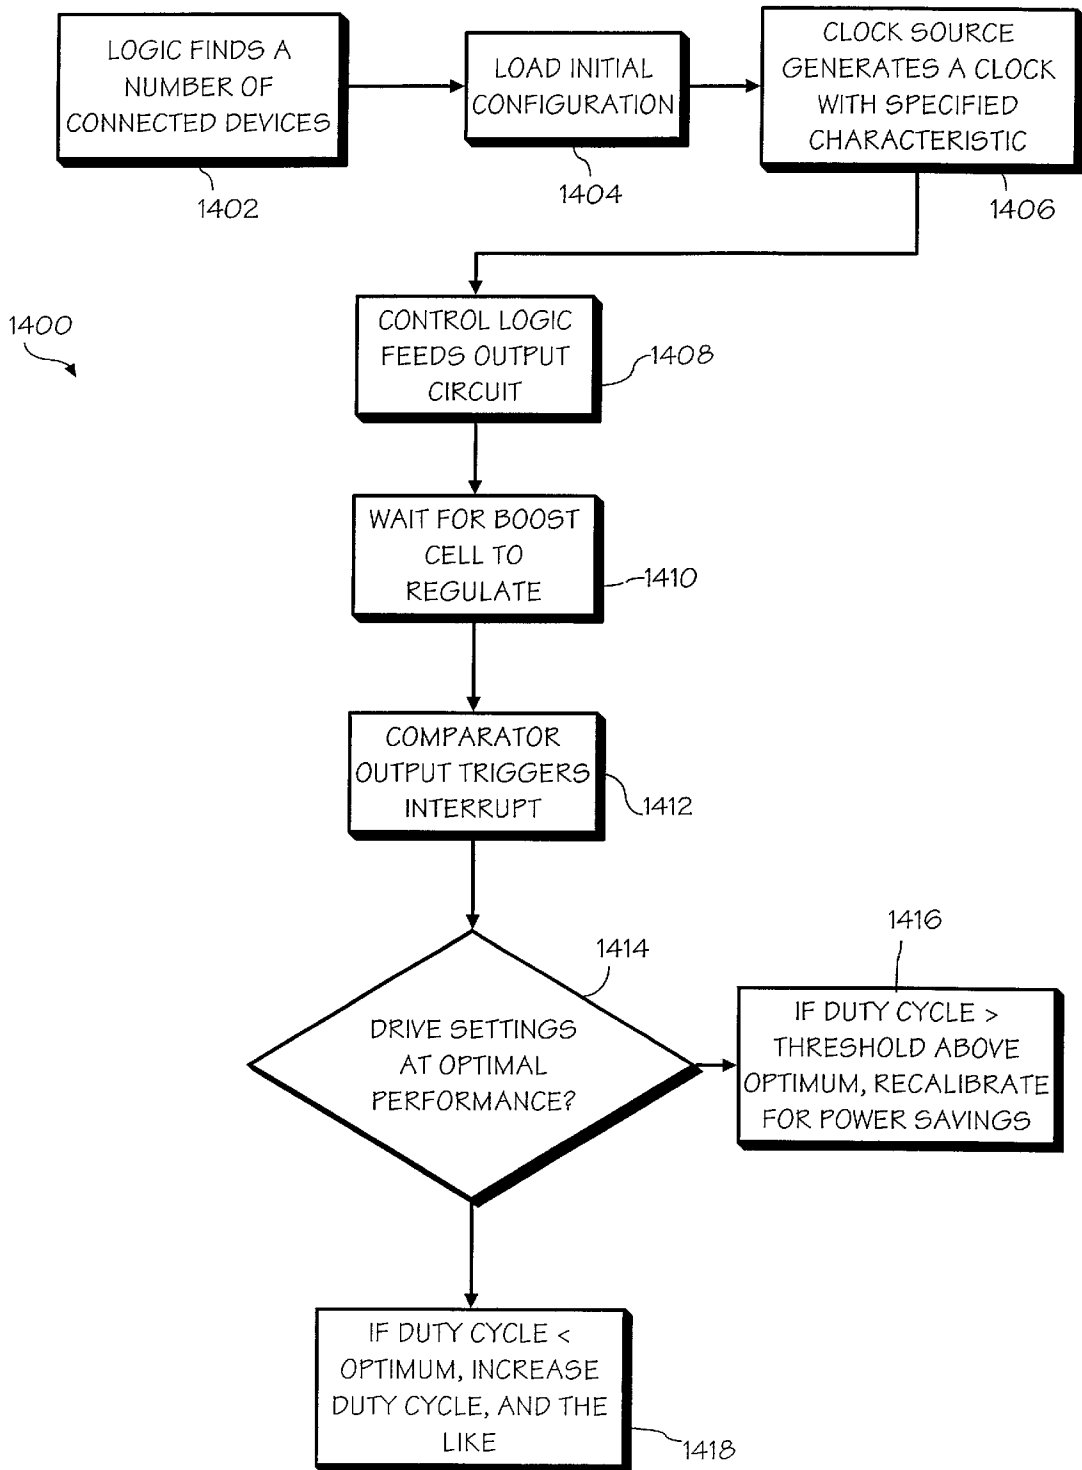 LOGIC FINDS A
NUMBER OF
CONNECTED DEVICES
1402
LOAD INITIAL
CONFIGURATION
1404
CLOCK SOURCE
GENERATES A CLOCK
WITH SPECIFIED
CHARACTERISTIC
1406
1400
CONTROL LOGIC
FEEDS OUTPUT
CIRCUIT
1408
WAIT FOR BOOST
CELL TO
REGULATE
1410
COMPARATOR
OUTPUT TRIGGERS
INTERRUPT
1412
DRIVE SETTINGS
AT OPTIMAL
PERFORMANCE?
1414
1416
IF DUTY CYCLE >
THRESHOLD ABOVE
OPTIMUM, RECALIBRATE
FOR POWER SAVINGS
IF DUTY CYCLE <
OPTIMUM, INCREASE
DUTY CYCLE, AND THE
LIKE
1418